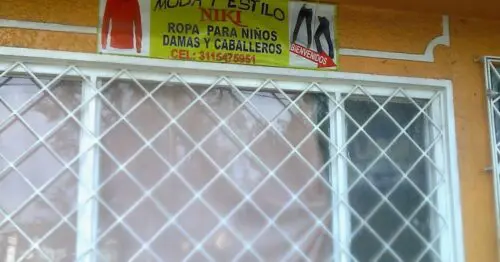 MODA Y ESTILO
NIKI
ROPA PARA NIÑOS
DAMAS Y CABALLEROS
CEL: 3115475951
BIENVENIDOS